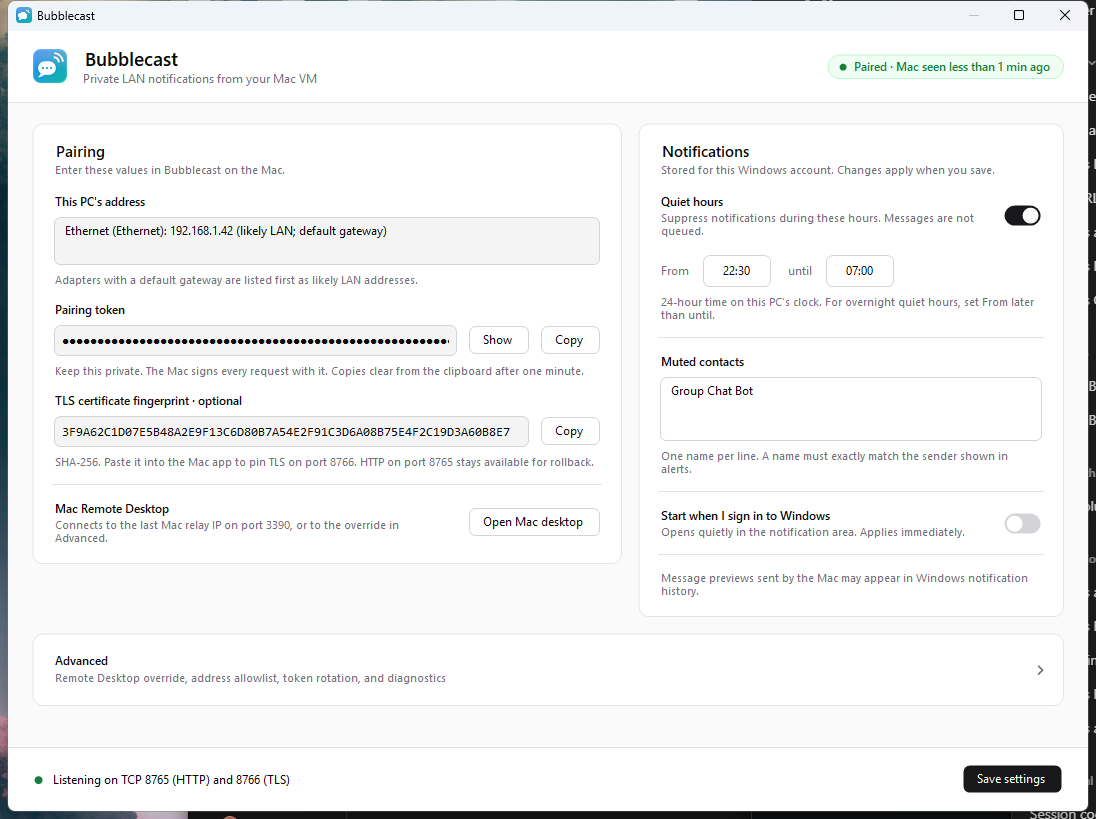 Bubblecast
Bubblecast
Private LAN notifications from your Mac VM
Paired · Mac seen less than 1 min ago
Pairing
Enter these values in Bubblecast on the Mac.
This PC's address
Ethernet (Ethernet): 192.168.1.42 (likely LAN; default gateway)
Adapters with a default gateway are listed first as likely LAN addresses.
Pairing token
Show
Copy
Keep this private. The Mac signs every request with it. Copies clear from the clipboard after one minute.
TLS certificate fingerprint · optional
3F9A62C1D07E5B48A2E9F13C6D80B7A54E2F91C3D6A08B75E4F2C19D3A60B8E7
Copy
SHA-256. Paste it into the Mac app to pin TLS on port 8766. HTTP on port 8765 stays available for rollback.
Mac Remote Desktop
Connects to the last Mac relay IP on port 3390, or to the override in
Advanced.
Open Mac desktop
Notifications
Stored for this Windows account. Changes apply when you save.
Quiet hours
Suppress notifications during these hours. Messages are not
queued.
From
22:30
until
07:00
24-hour time on this PC's clock. For overnight quiet hours, set From later
than until.
Muted contacts
Group Chat Bot
One name per line. A name must exactly match the sender shown in
alerts.
Start when I sign in to Windows
Opens quietly in the notification area. Applies immediately.
Message previews sent by the Mac may appear in Windows notification
history.
Advanced
Remote Desktop override, address allowlist, token rotation, and diagnostics
Listening on TCP 8765 (HTTP) and 8766 (TLS)
Save settings